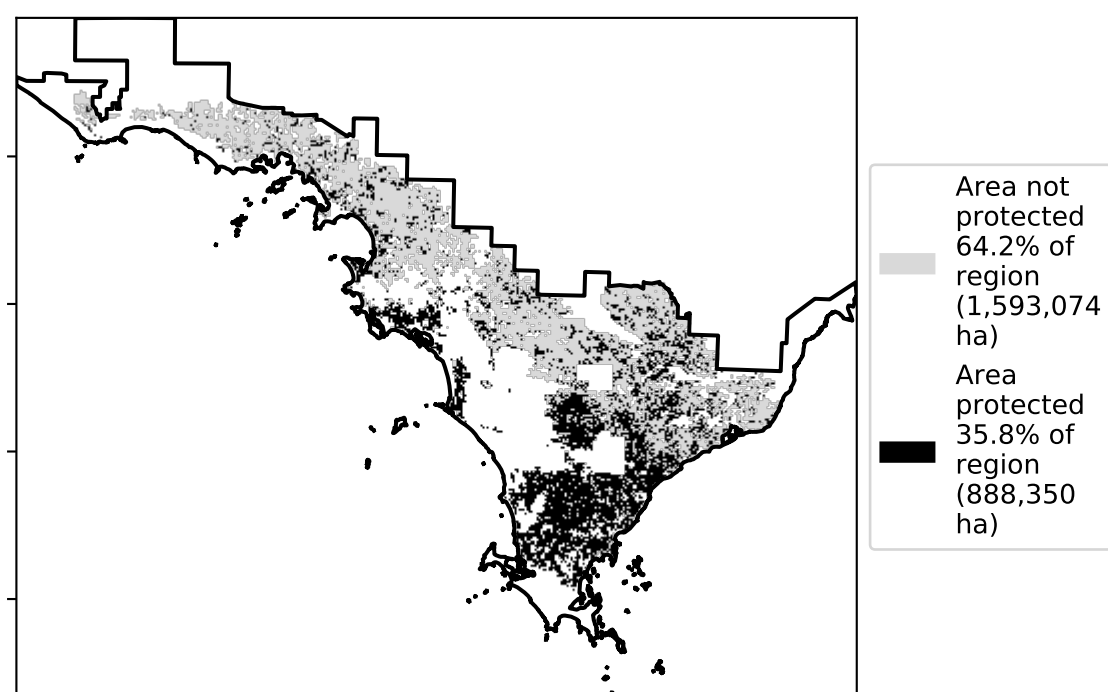 Area not
protected
64.2% of
region
(1,593,074
ha)
Area
protected
35.8% of
region
(888,350
ha)